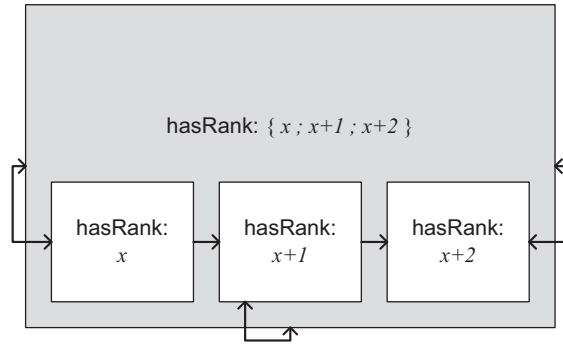 hasRank: { x ; x+1 ; x+2 }
hasRank:
x
hasRank:
x+1
hasRank:
x+2